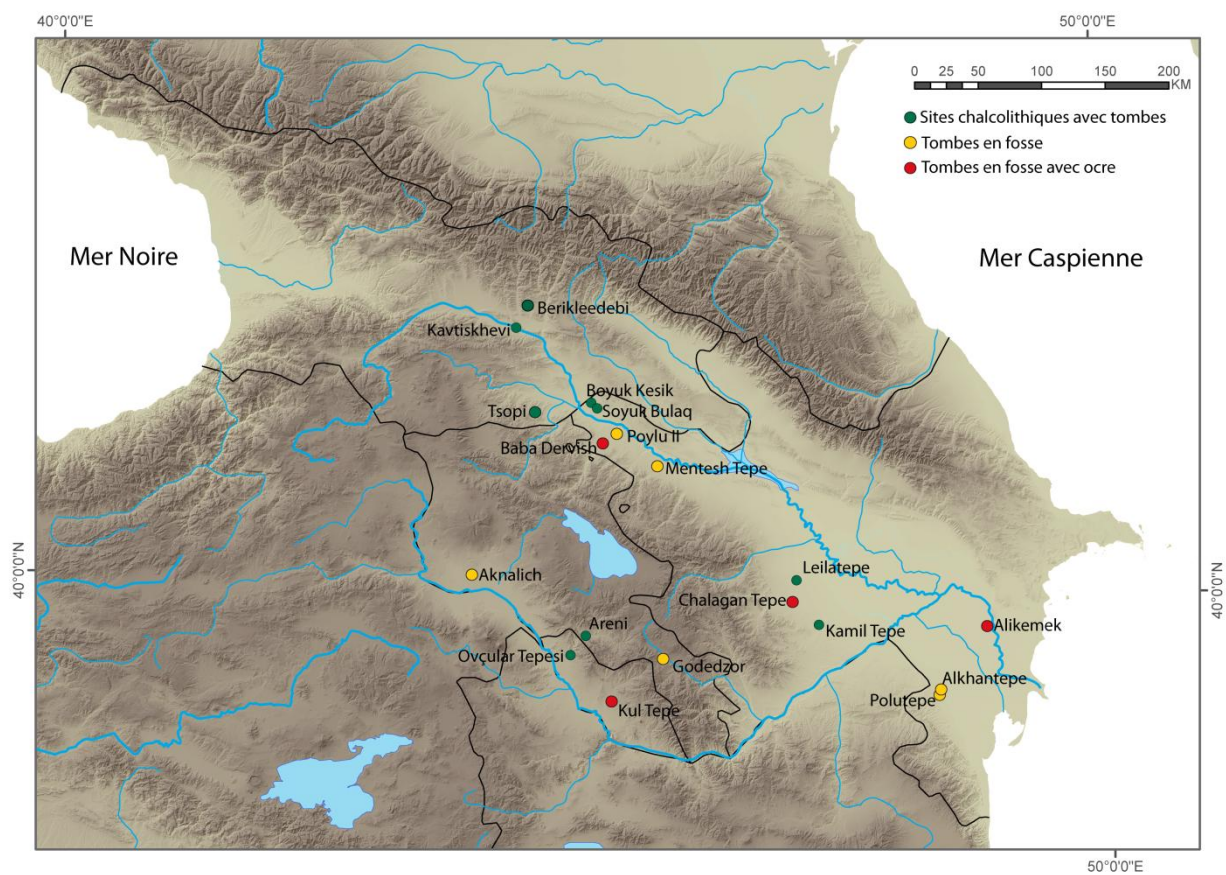 40°0'0"E
50°0'0"E
0 25 50 100 150 200
KM
Sites chalcolithiques avec tombes
Tombes en fosse
Tombes en fosse avec ocre
Mer Noire
Mer Caspienne
Berikleedebi
Kavtiskhevi
Boyuk Kesik
Tsopi
Soyuk Bulaq
Poylu II
Baba Dervish
Mentesh Tepe
40°0'0"N
Aknalich
Leilatepe
40°0'0"N
Chalagan Tepe
Areni
Kamil Tepe
Alikemek
Ovçular Tepesi
Godedzor
Alkhantepe
Polutepe
Kul Tepe
50°0'0"E